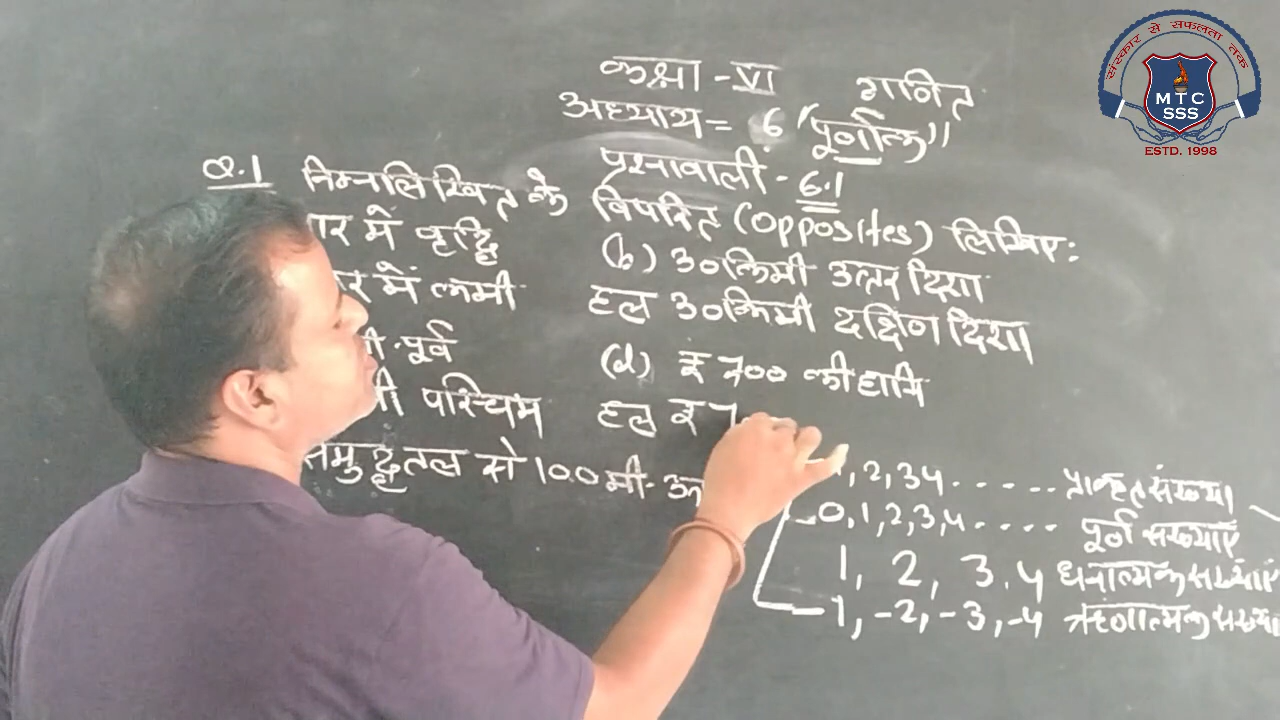 कक्षा - VI गणित
अध्याय = 6 "पूर्णांक"
प्रश्नावली - 6.1
Q.1 निम्नलिखित के विपरित (opposites) लिखिए:
में वृद्धि (b) 30 किमी उत्तर दिशा
में कमी हल 30 किमी दक्षिण दिशा
पूर्व (d) ₹ 700 की हानि
पश्चिम हल ₹ 7
समुद्रतल से 100 मी.
1, 2, 3 4 ..... प्राकृत संख्या
0, 1, 2, 3, 4 .... पूर्ण संख्याएं
1, 2, 3, 4 धनात्मक संख्याएं
-1, -2, -3, -4 ऋणात्मक संख्या
संस्कार से सफलता तक
MTC
SSS
ESTD. 1998